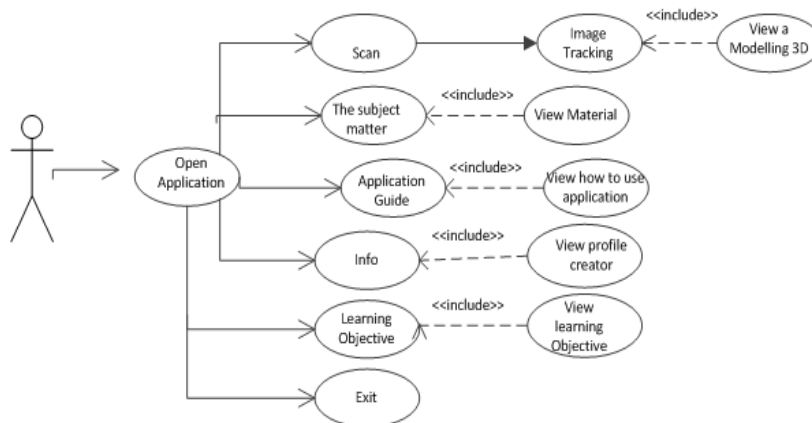 <<include>>
View a
Modelling 3D
Image
Tracking
Scan
<<include>>
The subject
matter
View Material
Open
Application
<<include>>
Application
Guide
View how to use
application
<<include>>
Info
View profile
creator
<<include>>
Learning
Objective
View
learning
Objective
Exit